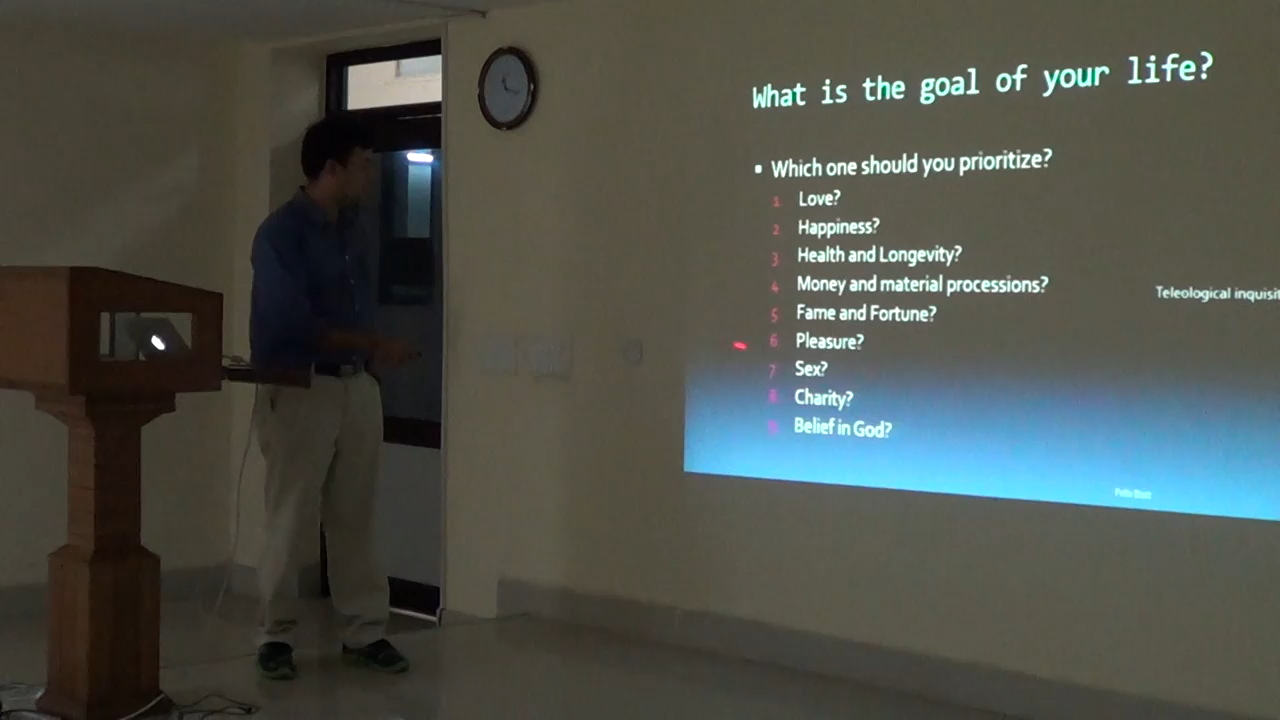 What is the goal of your life?
▪ Which one should you prioritize?
1 Love?
2 Happiness?
3 Health and Longevity?
4 Money and material processions?
5 Fame and Fortune?
6 Pleasure?
7 Sex?
8 Charity?
9 Belief in God?
Teleological inquisit